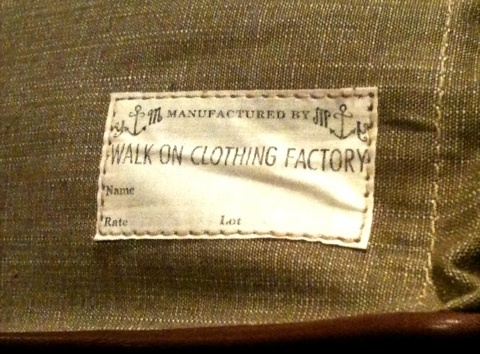 MANUFACTURED BY
WALK ON CLOTHING FACTORY
Name
Rate Lot